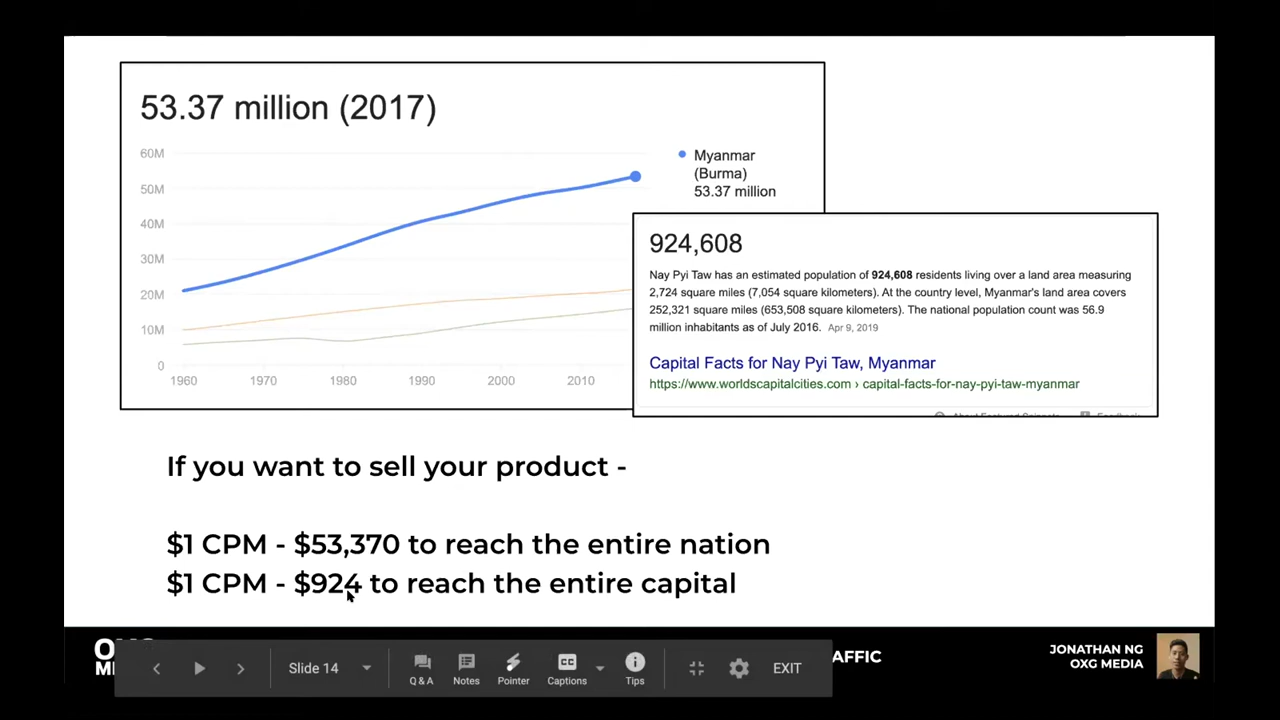 53.37 million (2017)
60M
50M
40M
30M
20M
10M
0
1960
1970
1980
1990
2000
2010
Myanmar
(Burma)
53.37 million
924,608
Nay Pyi Taw has an estimated population of 924,608 residents living over a land area measuring
2,724 square miles (7,054 square kilometers). At the country level, Myanmar's land area covers
252,321 square miles (653,508 square kilometers). The national population count was 56.9
million inhabitants as of July 2016. Apr 9, 2019
Capital Facts for Nay Pyi Taw, Myanmar
https://www.worldscapitalcities.com › capital-facts-for-nay-pyi-taw-myanmar
If you want to sell your product -
$1 CPM - $53,370 to reach the entire nation
$1 CPM - $924 to reach the entire capital
Slide 14
Q & A
Notes
Pointer
Captions
Tips
EXIT
JONATHAN NG
OXG MEDIA